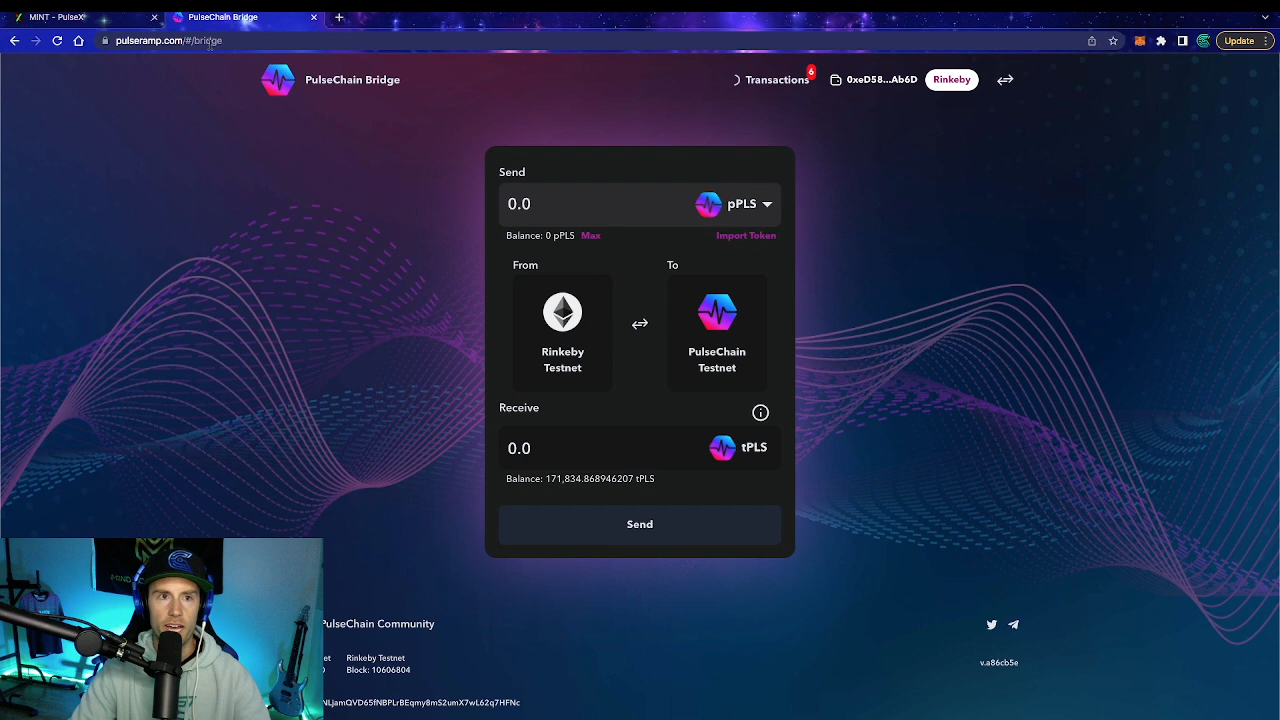 MINT - PulseX
PulseChain Bridge
pulseramp.com/#/bridge
Update
PulseChain Bridge
Transactions
6
0xeD58...Ab6D
Rinkeby
Send
0.0
pPLS
Balance: 0 pPLS Max
Import Token
From
To
Rinkeby
Testnet
PulseChain
Testnet
Receive
0.0
tPLS
Balance: 171,834.868946207 tPLS
Send
PulseChain Community
Rinkeby Testnet
Block: 10606804
v.a86cb5e
NLjamQVD65fNBPLrBEqmy8mS2umX7wL62q7HFNc